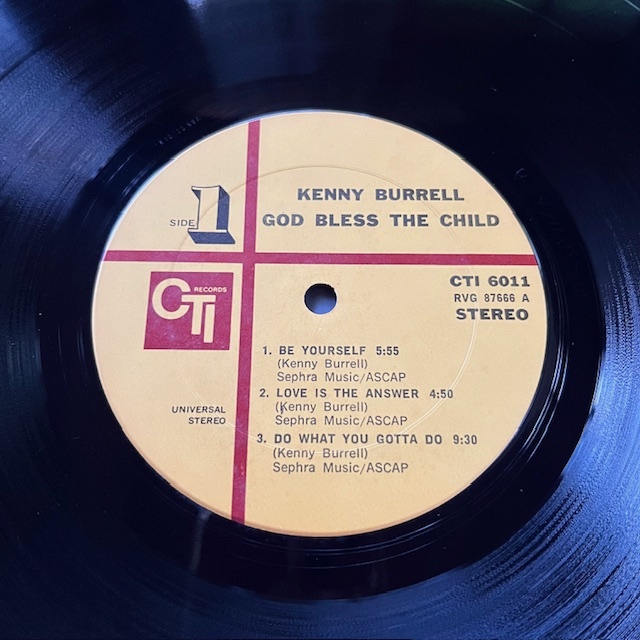 SIDE 1
KENNY BURRELL
GOD BLESS THE CHILD
CTI RECORDS
CTI 6011
RVG 87666 A
STEREO
1. BE YOURSELF 5:55
(Kenny Burrell)
Sephra Music/ASCAP
2. LOVE IS THE ANSWER 4:50
(Kenny Burrell)
Sephra Music/ASCAP
3. DO WHAT YOU GOTTA DO 9:30
(Kenny Burrell)
Sephra Music/ASCAP
UNIVERSAL
STEREO